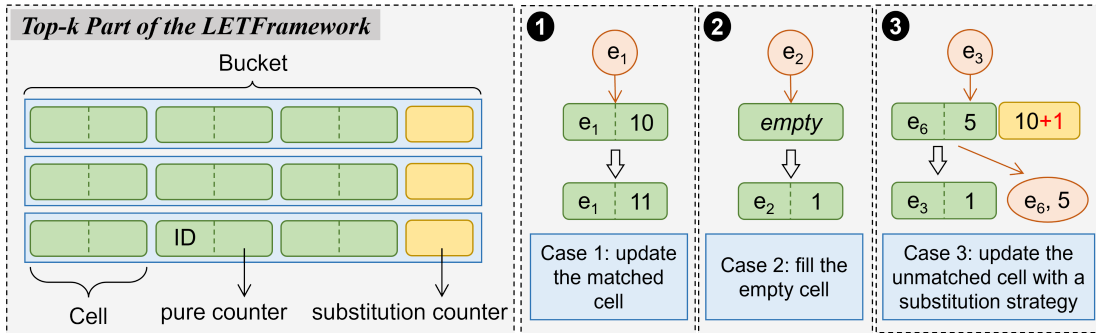 Top-k Part of the LETFramework
Bucket
ID
Cell
pure counter
substitution counter
1
e1
e1 10
e1 11
Case 1: update
the matched
cell
2
e2
empty
e2 1
Case 2: fill the
empty cell
3
e3
e6 5 10+1
e3 1
e6, 5
Case 3: update the
unmatched cell with a
substitution strategy